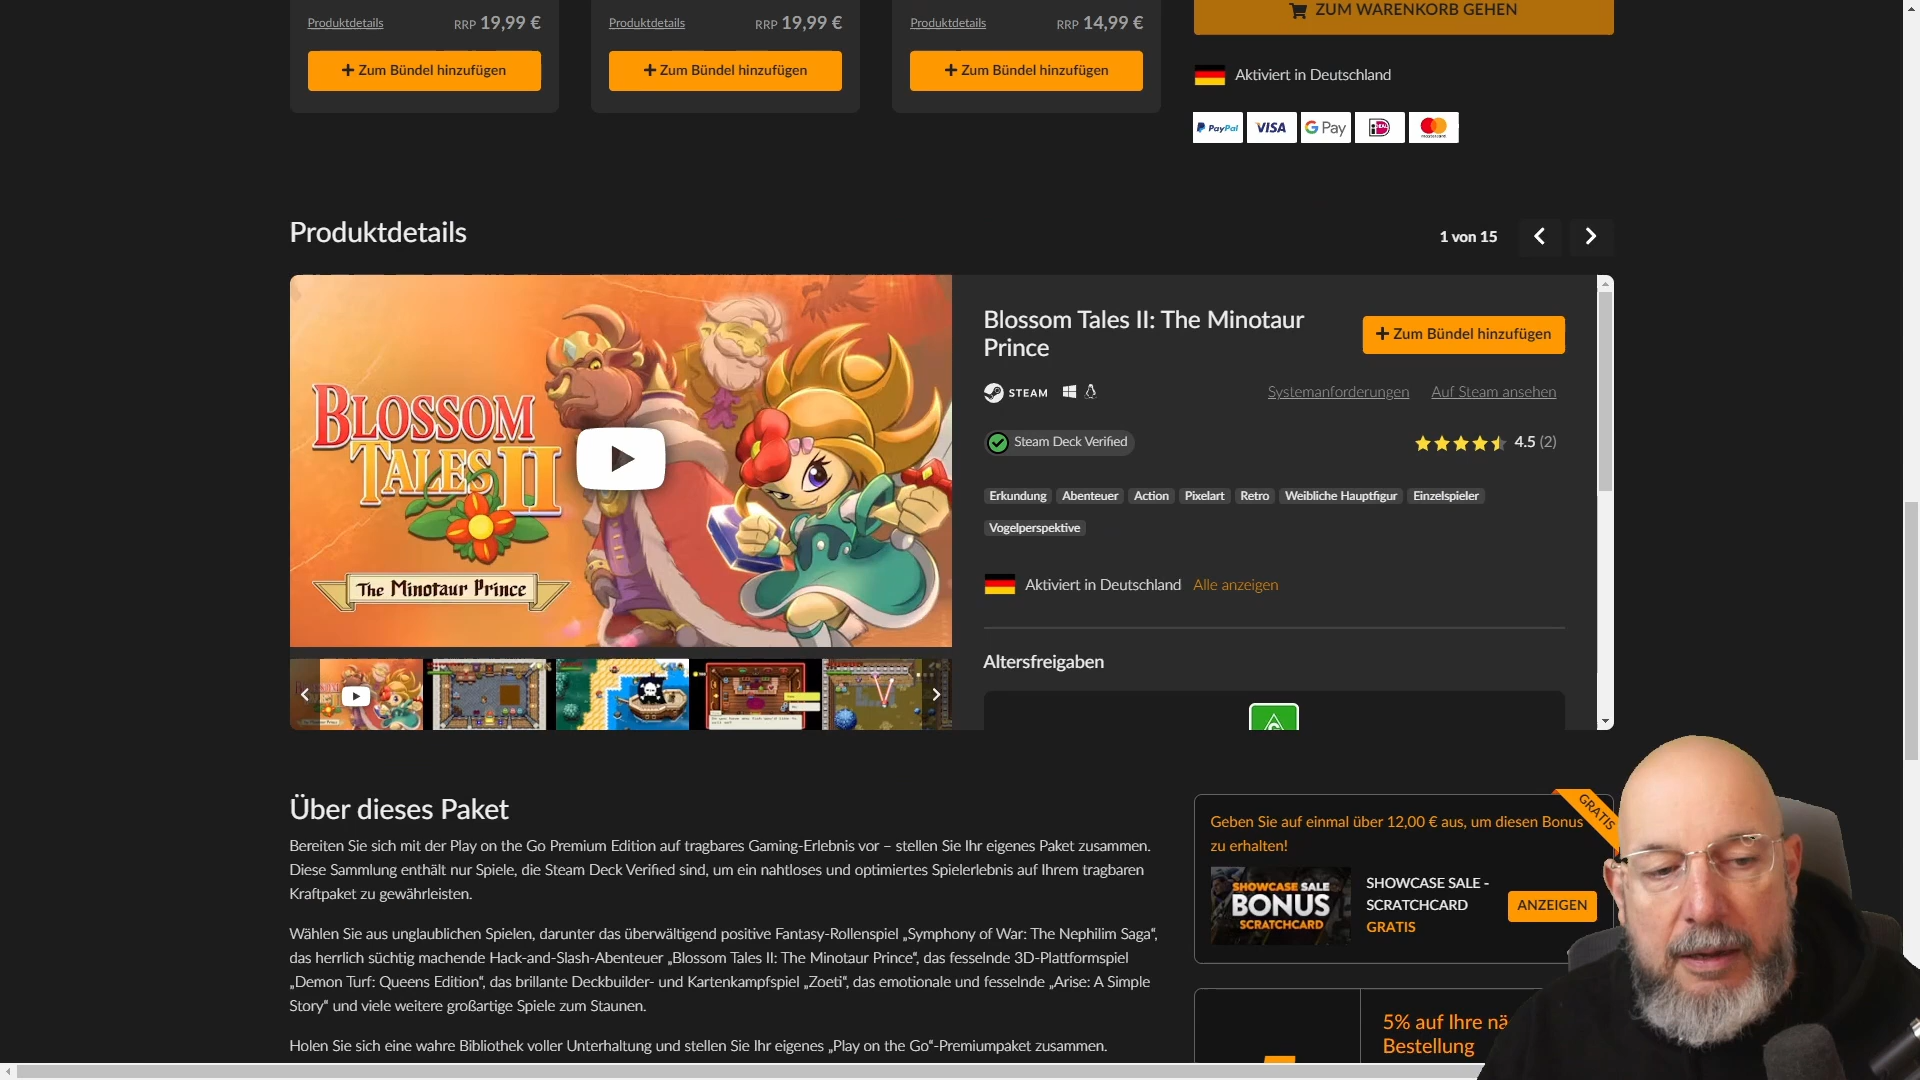 Produktdetails RRP 19,99 €
Produktdetails RRP 19,99 €
Produktdetails RRP 14,99 €
Zum Bündel hinzufügen
Zum Bündel hinzufügen
Zum Bündel hinzufügen
ZUM WARENKORB GEHEN
Aktiviert in Deutschland
PayPal VISA G Pay iDEAL mastercard
Produktdetails
1 von 15
BLOSSOM
TALES II
The Minotaur Prince
Blossom Tales II: The Minotaur
Prince
Zum Bündel hinzufügen
STEAM
Systemanforderungen Auf Steam ansehen
Steam Deck Verified
4.5 (2)
Erkundung Abenteuer Action Pixelart Retro Weibliche Hauptfigur Einzelspieler
Vogelperspektive
Aktiviert in Deutschland Alle anzeigen
Altersfreigaben
Über dieses Paket
Bereiten Sie sich mit der Play on the Go Premium Edition auf tragbares Gaming-Erlebnis vor – stellen Sie Ihr eigenes Paket zusammen.
Diese Sammlung enthält nur Spiele, die Steam Deck Verified sind, um ein nahtloses und optimiertes Spielerlebnis auf Ihrem tragbaren
Kraftpaket zu gewährleisten.
Wählen Sie aus unglaublichen Spielen, darunter das überwältigend positive Fantasy-Rollenspiel „Symphony of War: The Nephilim Saga“,
das herrlich süchtig machende Hack-and-Slash-Abenteuer „Blossom Tales II: The Minotaur Prince“, das fesselnde 3D-Plattformspiel
„Demon Turf: Queens Edition“, das brillante Deckbuilder- und Kartenkampfspiel „Zoeti“, das emotionale und fesselnde „Arise: A Simple
Story“ und viele weitere großartige Spiele zum Staunen.
Holen Sie sich eine wahre Bibliothek voller Unterhaltung und stellen Sie Ihr eigenes „Play on the Go“-Premiumpaket zusammen.
GRATIS
Geben Sie auf einmal über 12,00 € aus, um diesen Bonus
zu erhalten!
SHOWCASE SALE
BONUS
SCRATCHCARD
SHOWCASE SALE -
SCRATCHCARD
GRATIS
ANZEIGEN
5% auf Ihre nä
Bestellung